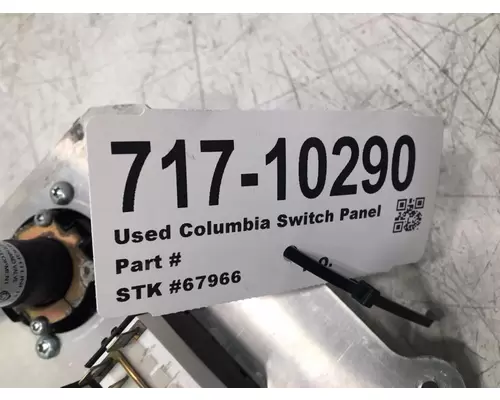 717-10290
Used Columbia Switch Panel
Part #
STK #67966